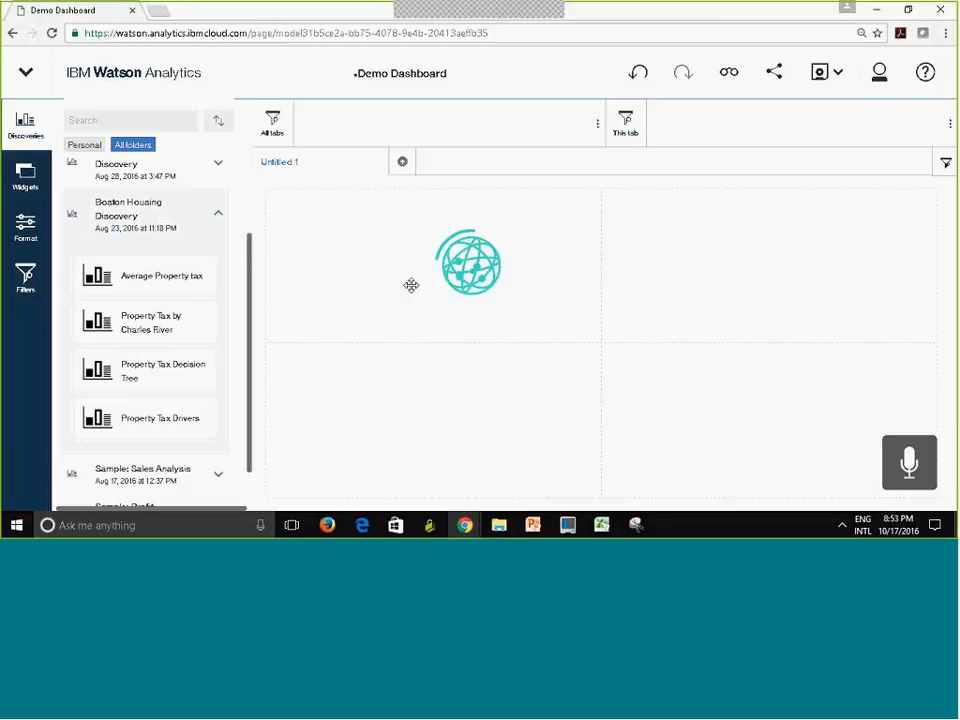 Demo Dashboard
https://watson.analytics.ibmcloud.com/page/model31b5ce2a-bb75-4078-9e4b-20413aeffb35
IBM Watson Analytics
Demo Dashboard
Discoveries
Widgets
Format
Filters
Search
Personal
All folders
Discovery
Aug 28, 2016 at 3:47 PM
Boston Housing
Discovery
Aug 23, 2016 at 11:18 PM
Average Property tax
Property Tax by
Charles River
Property Tax Decision
Tree
Property Tax Drivers
Sample: Sales Analysis
Aug 17, 2016 at 12:37 PM
Sample: Profit
All tabs
This tab
Untitled 1
Ask me anything
ENG
INTL
8:53 PM
10/17/2016